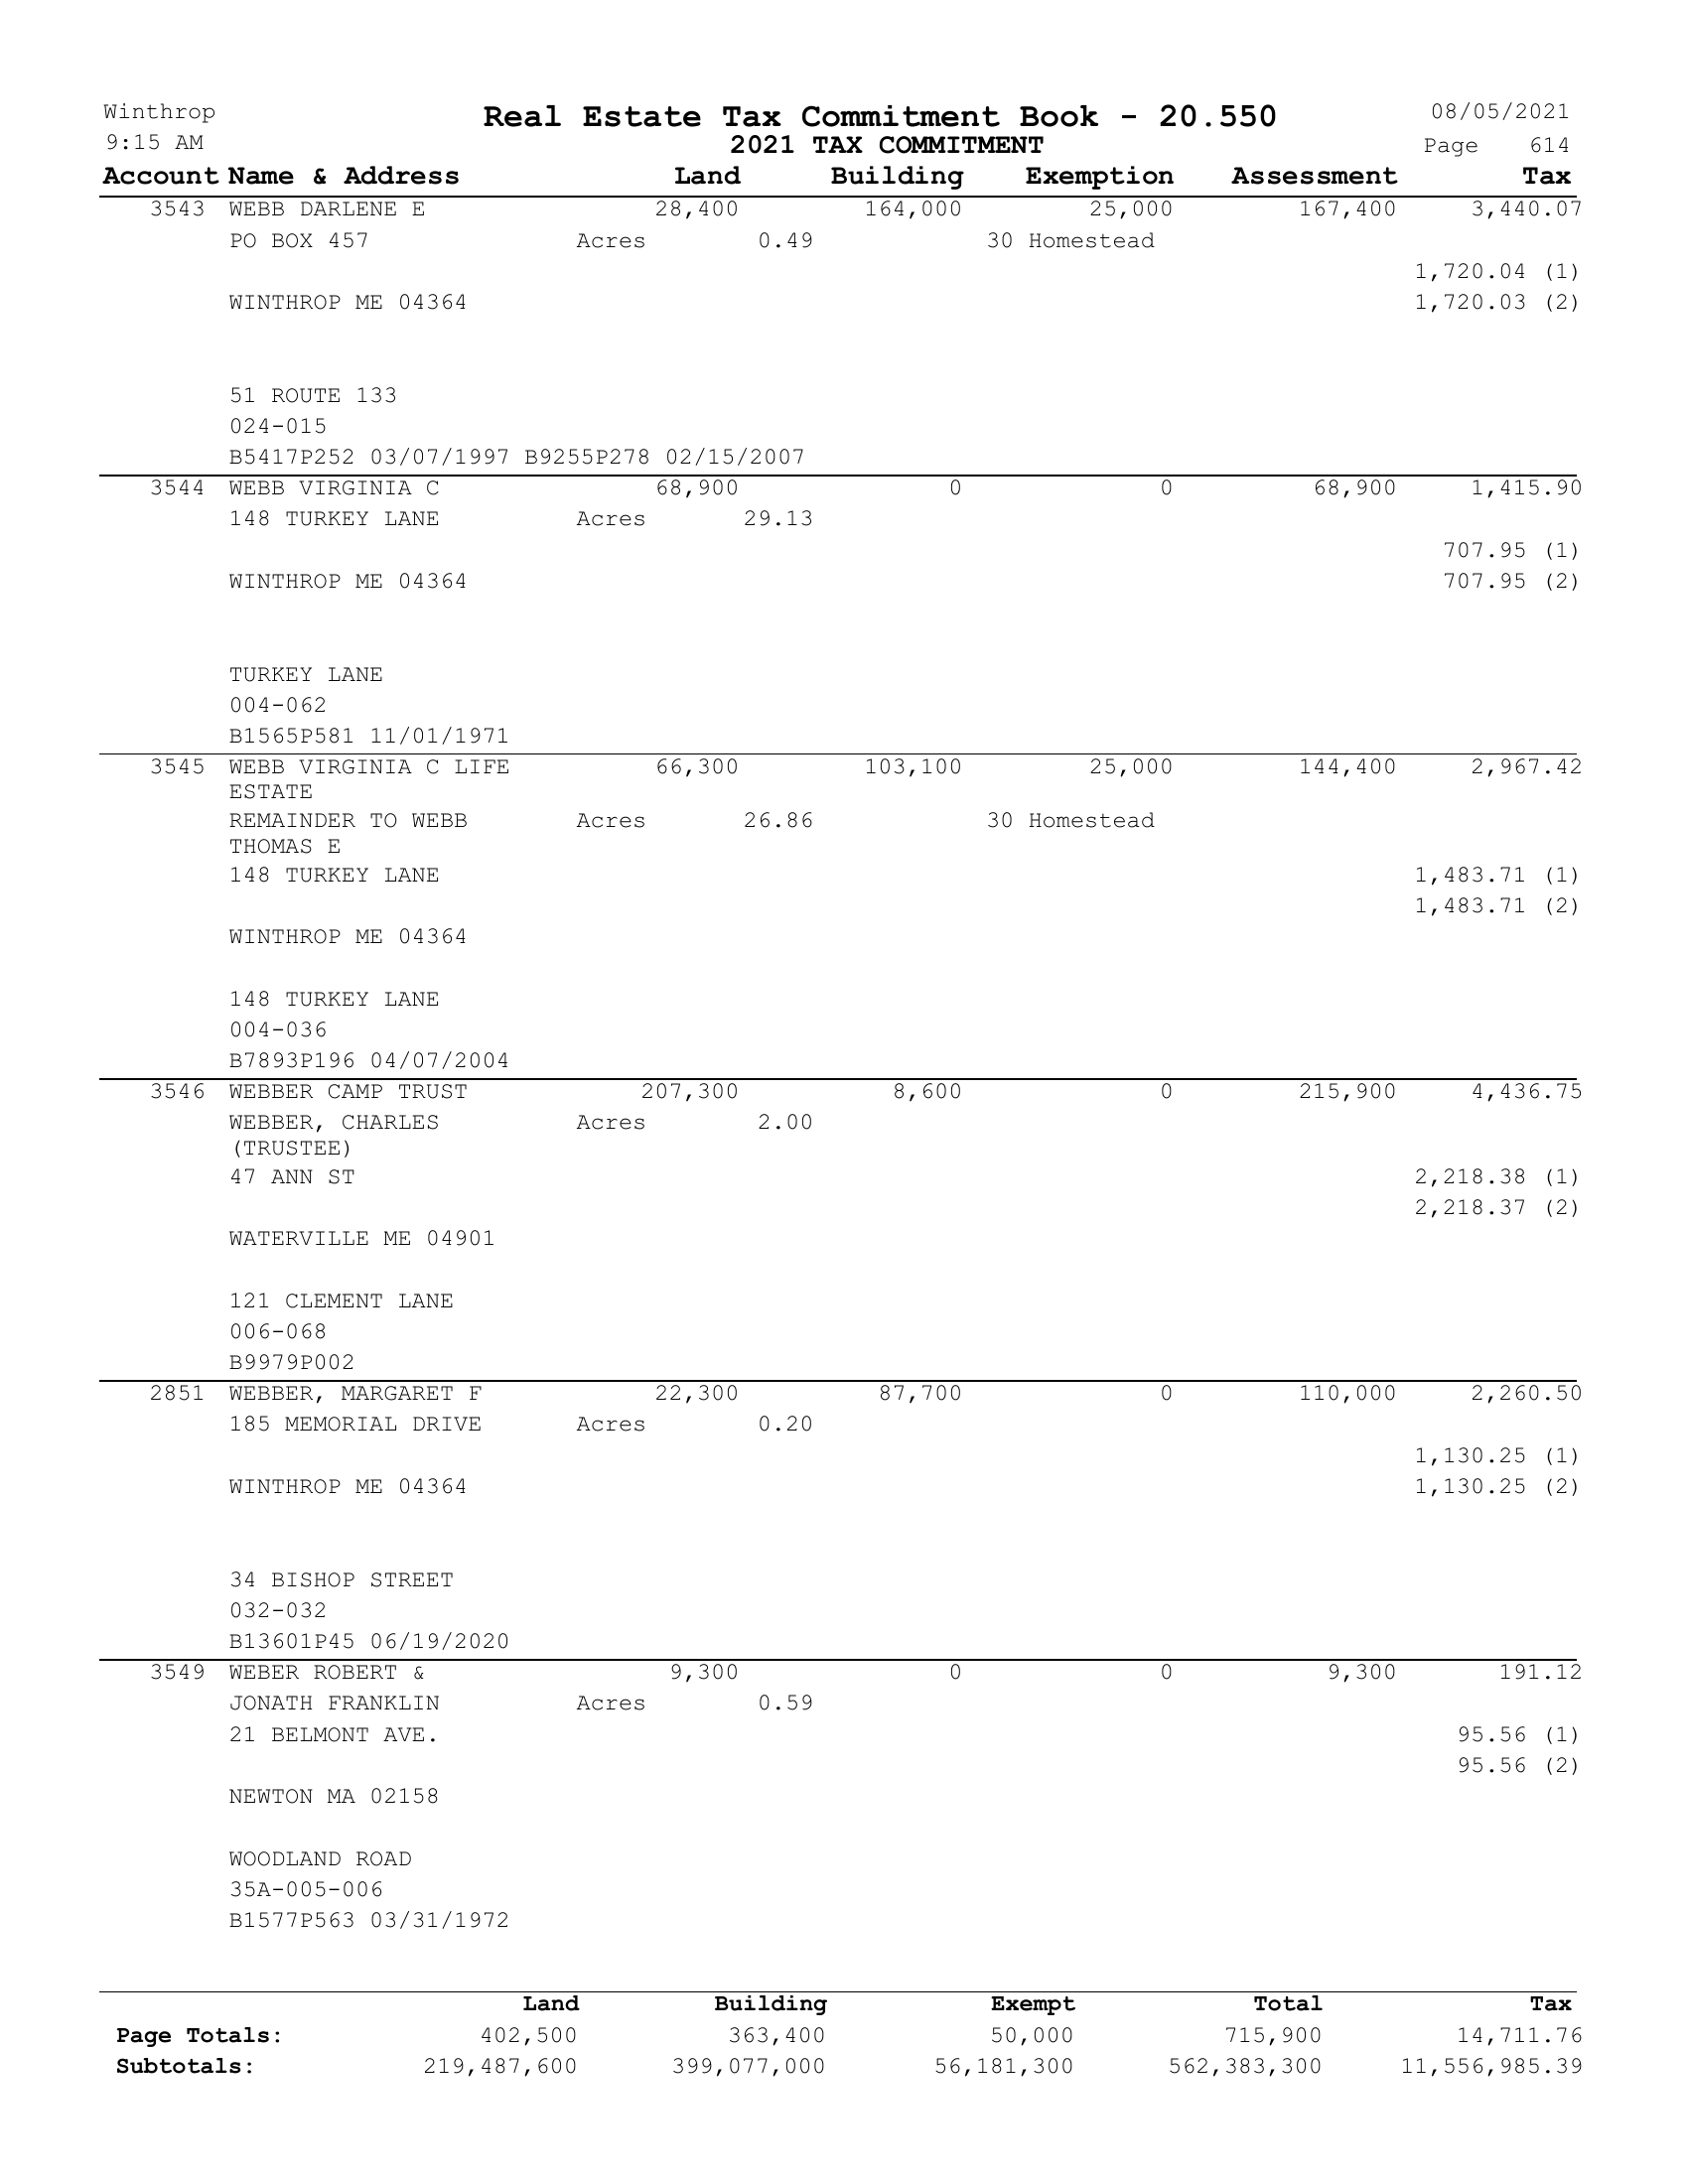 Winthrop Real Estate Tax Commitment Book - 20.550 08/05/2021
9:15 AM 2021 TAX COMMITMENT Page 614
Account Name & Address Land Building Exemption Assessment Tax
3543 WEBB DARLENE E 28,400 164,000 25,000 167,400 3,440.07
PO BOX 457 Acres 0.49 30 Homestead
1,720.04 (1)
WINTHROP ME 04364 1,720.03 (2)
51 ROUTE 133
024-015
B5417P252 03/07/1997 B9255P278 02/15/2007
3544 WEBB VIRGINIA C 68,900 0 0 68,900 1,415.90
148 TURKEY LANE Acres 29.13
707.95 (1)
WINTHROP ME 04364 707.95 (2)
TURKEY LANE
004-062
B1565P581 11/01/1971
3545 WEBB VIRGINIA C LIFE 66,300 103,100 25,000 144,400 2,967.42
ESTATE
REMAINDER TO WEBB Acres 26.86 30 Homestead
THOMAS E
148 TURKEY LANE 1,483.71 (1)
1,483.71 (2)
WINTHROP ME 04364
148 TURKEY LANE
004-036
B7893P196 04/07/2004
3546 WEBBER CAMP TRUST 207,300 8,600 0 215,900 4,436.75
WEBBER, CHARLES Acres 2.00
(TRUSTEE)
47 ANN ST 2,218.38 (1)
2,218.37 (2)
WATERVILLE ME 04901
121 CLEMENT LANE
006-068
B9979P002
2851 WEBBER, MARGARET F 22,300 87,700 0 110,000 2,260.50
185 MEMORIAL DRIVE Acres 0.20
1,130.25 (1)
WINTHROP ME 04364 1,130.25 (2)
34 BISHOP STREET
032-032
B13601P45 06/19/2020
3549 WEBER ROBERT & 9,300 0 0 9,300 191.12
JONATH FRANKLIN Acres 0.59
21 BELMONT AVE. 95.56 (1)
95.56 (2)
NEWTON MA 02158
WOODLAND ROAD
35A-005-006
B1577P563 03/31/1972
Land Building Exempt Total Tax
Page Totals: 402,500 363,400 50,000 715,900 14,711.76
Subtotals: 219,487,600 399,077,000 56,181,300 562,383,300 11,556,985.39